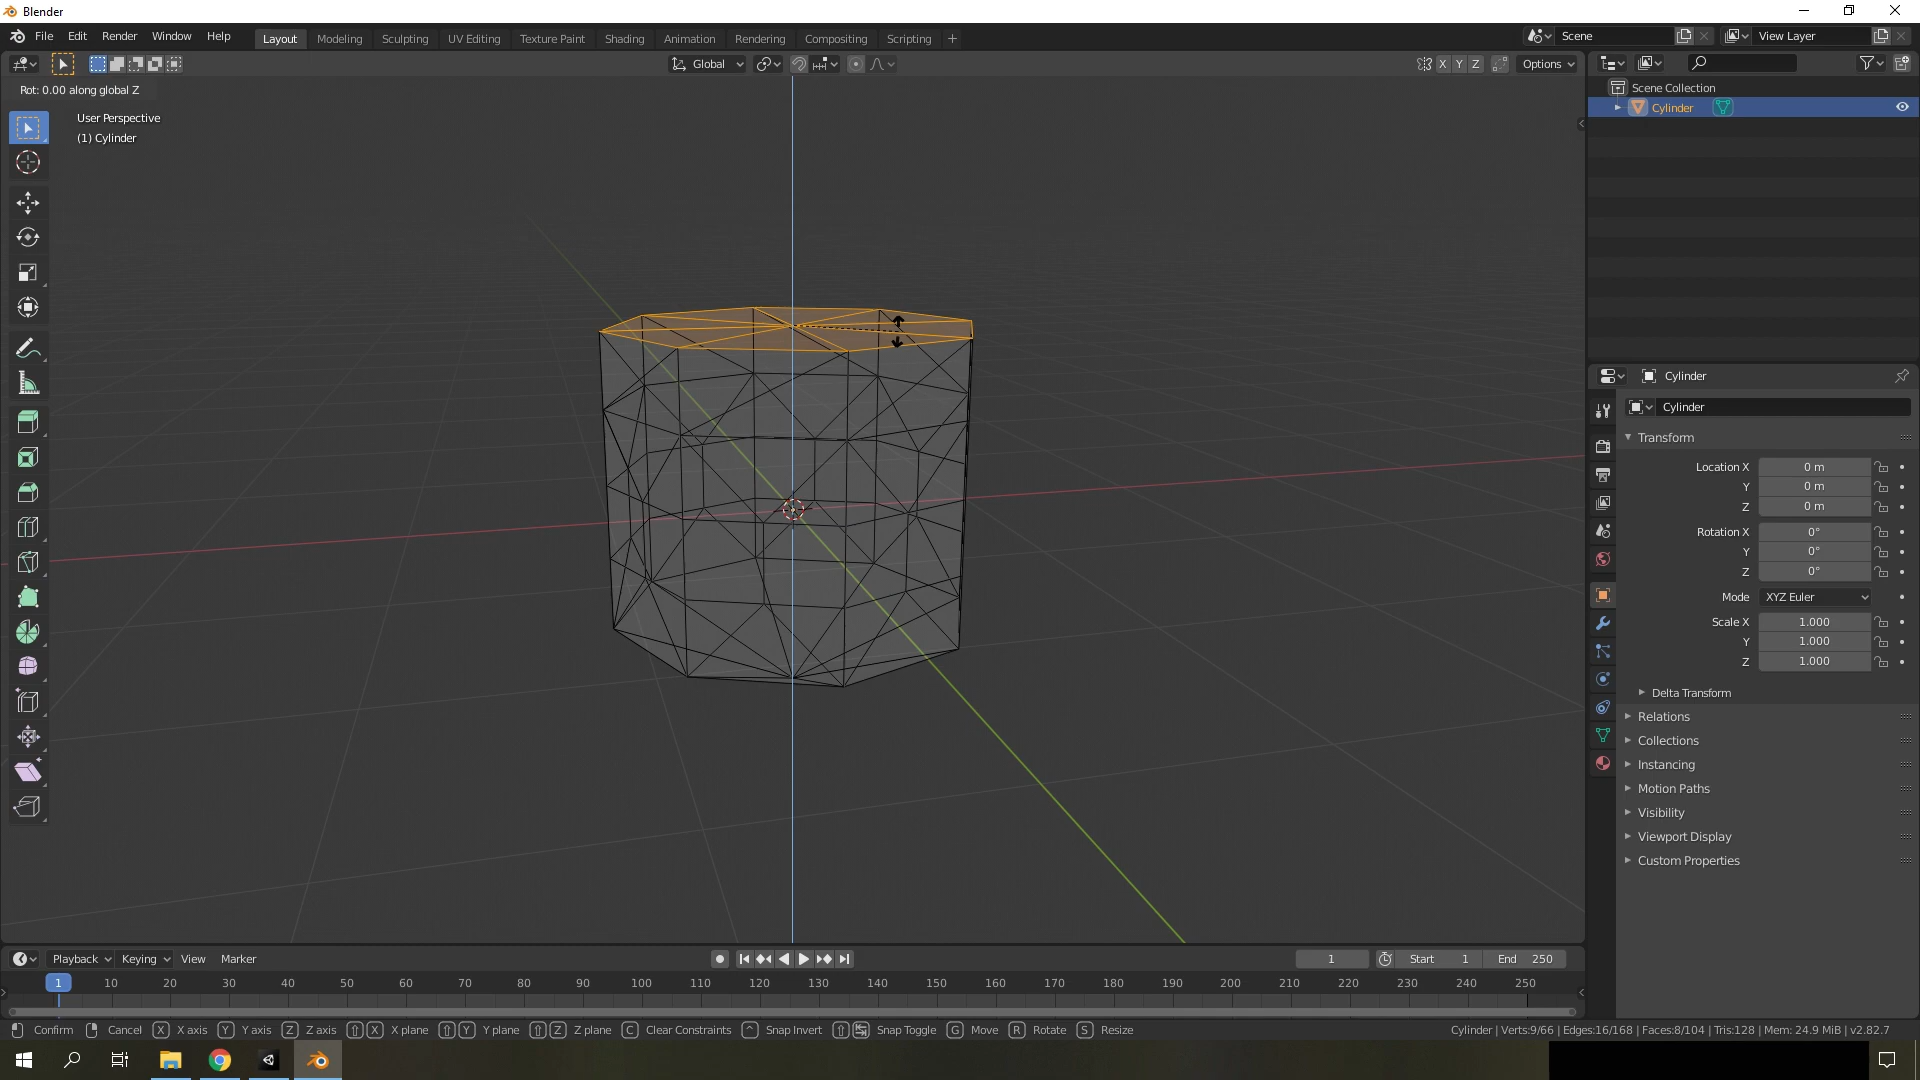 Blender
File Edit Render Window Help
Layout Modeling Sculpting UV Editing Texture Paint Shading Animation Rendering Compositing Scripting +
Scene
View Layer
Global
X Y Z
Options
Rot: 0.00 along global Z
User Perspective
(1) Cylinder
Scene Collection
Cylinder
Cylinder
Cylinder
Transform
Location X 0 m
Y 0 m
Z 0 m
Rotation X 0°
Y 0°
Z 0°
Mode XYZ Euler
Scale X 1.000
Y 1.000
Z 1.000
Delta Transform
Relations
Collections
Instancing
Motion Paths
Visibility
Viewport Display
Custom Properties
Playback Keying View Marker
1
Start 1
End 250
1 10 20 30 40 50 60 70 80 90 100 110 120 130 140 150 160 170 180 190 200 210 220 230 240 250
Confirm Cancel X X axis Y Y axis Z Z axis X X plane Y Y plane Z Z plane C Clear Constraints ^ Snap Invert Snap Toggle G Move R Rotate S Resize
Cylinder | Verts:9/66 | Edges:16/168 | Faces:8/104 | Tris:128 | Mem: 24.9 MiB | v2.82.7